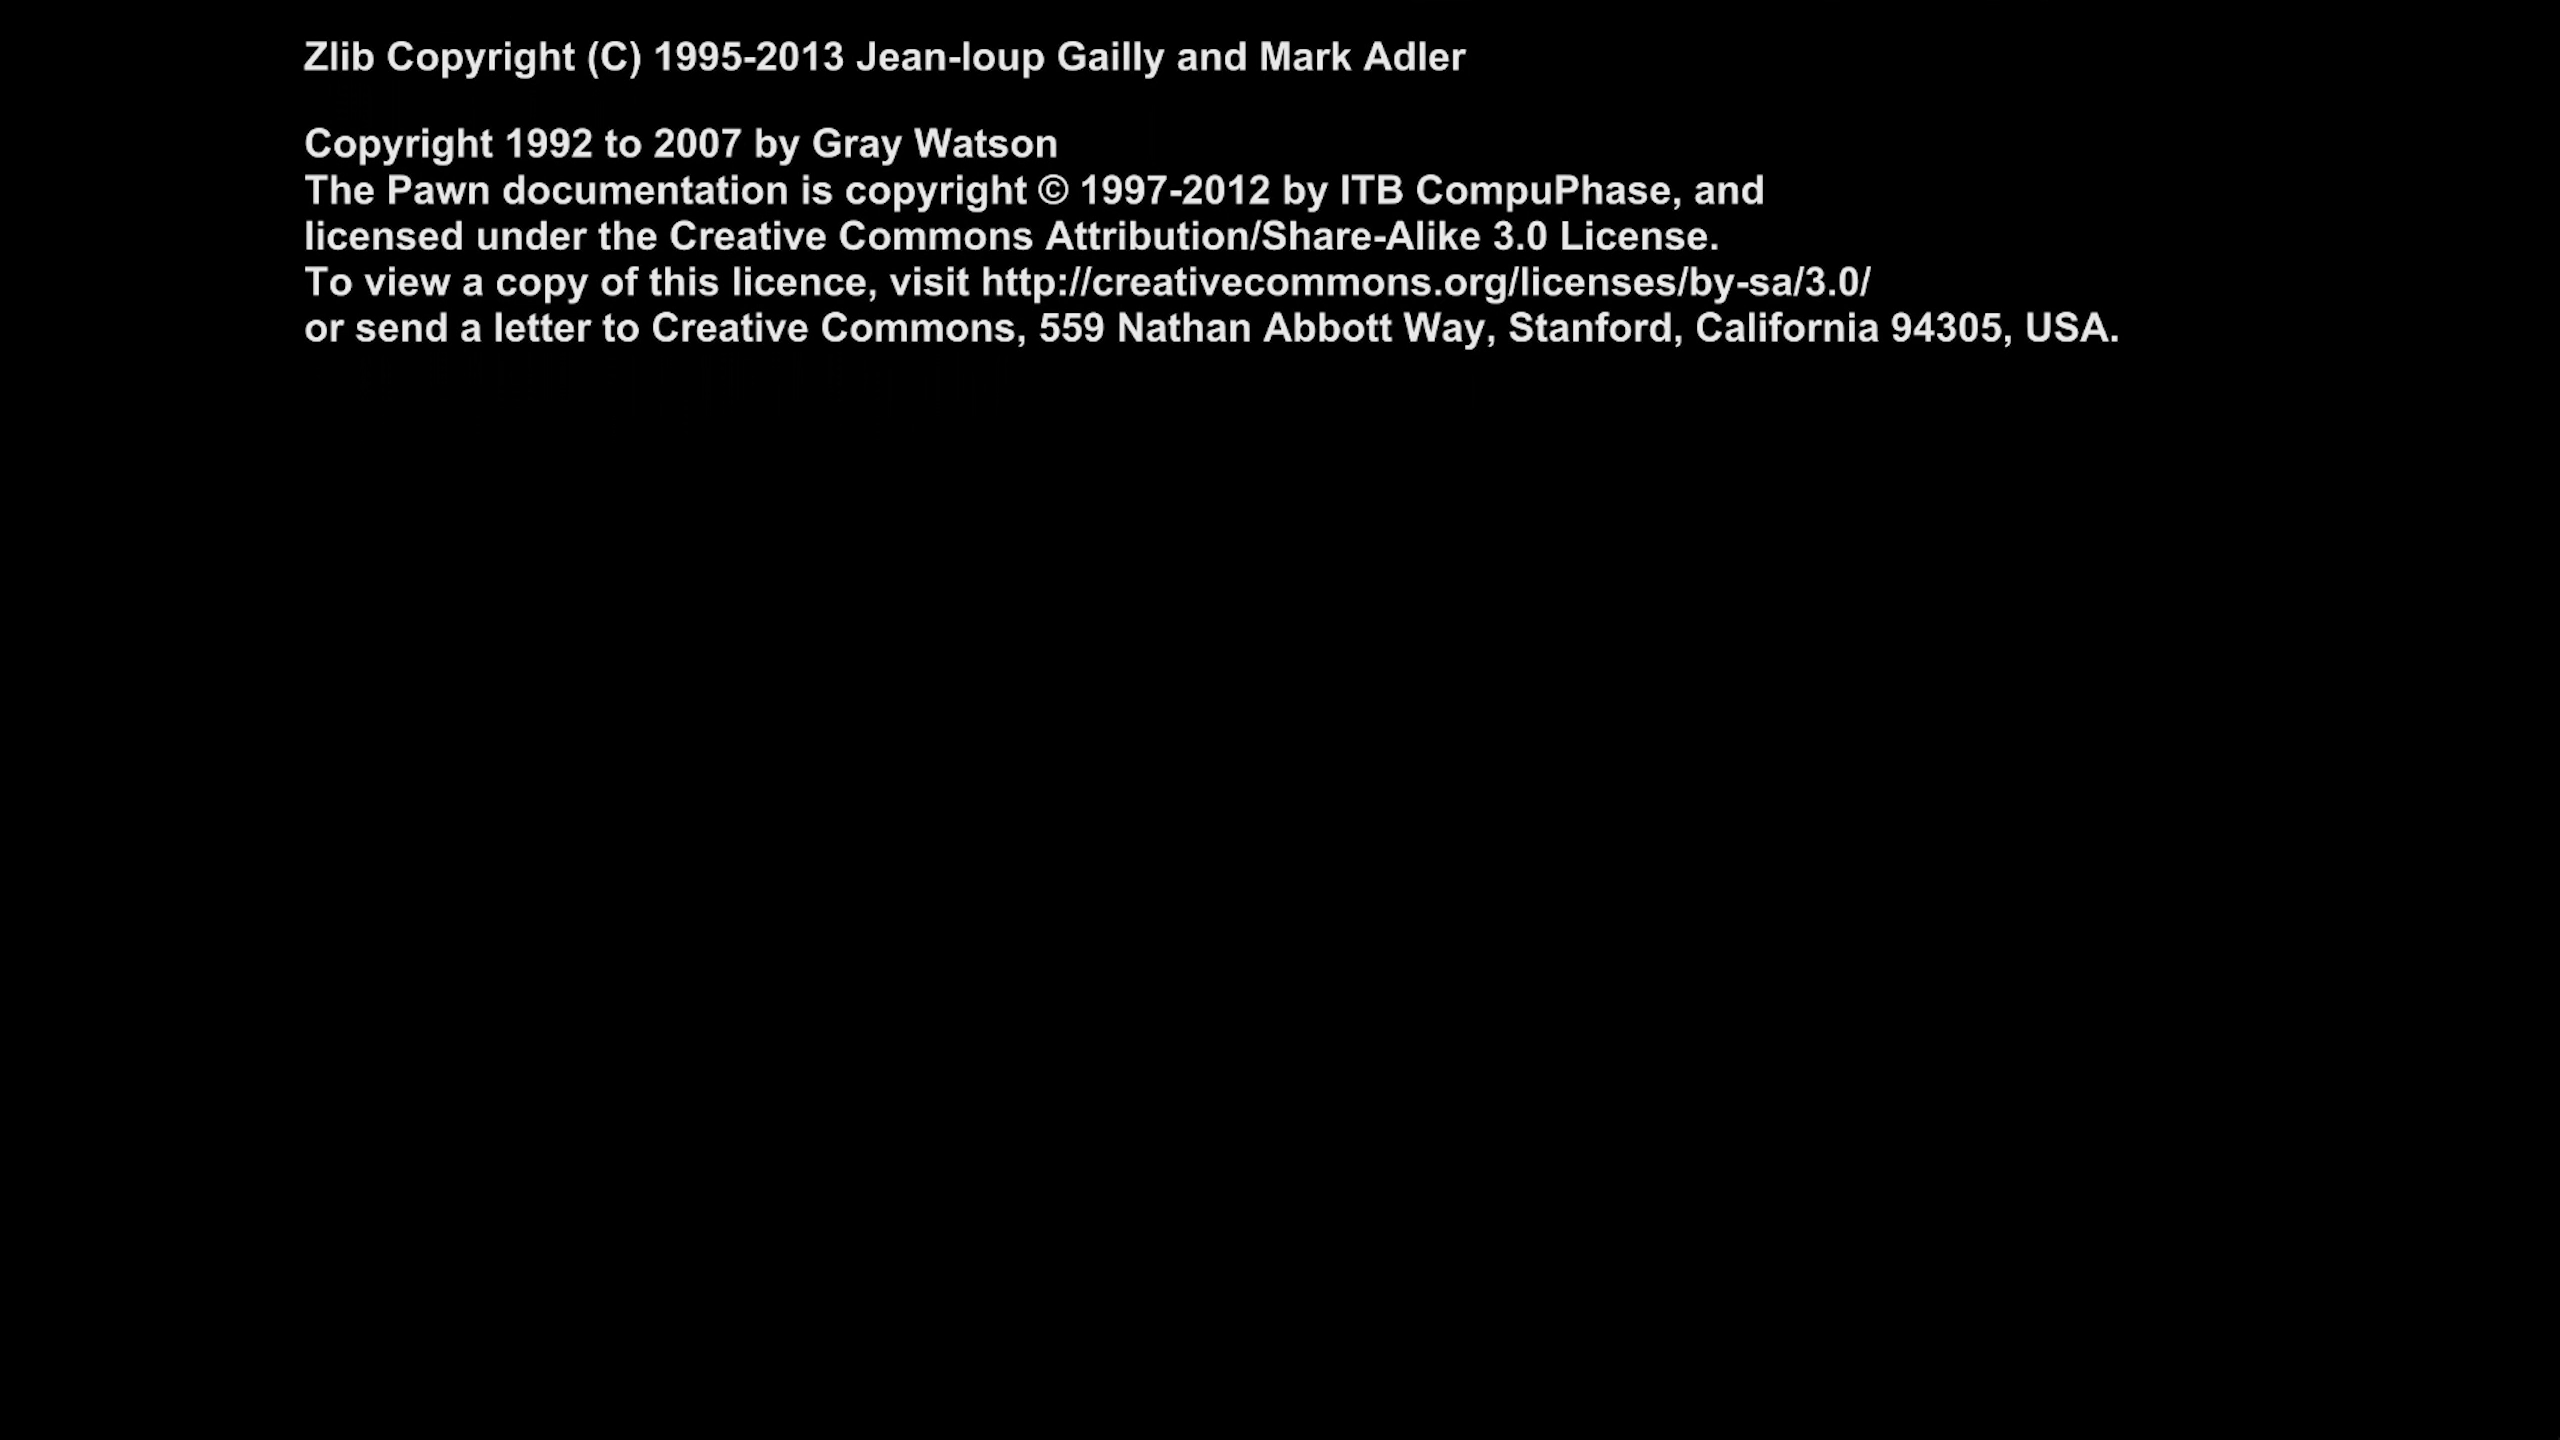 Zlib Copyright (C) 1995-2013 Jean-loup Gailly and Mark Adler
Copyright 1992 to 2007 by Gray Watson
The Pawn documentation is copyright © 1997-2012 by ITB CompuPhase, and
licensed under the Creative Commons Attribution/Share-Alike 3.0 License.
To view a copy of this licence, visit http://creativecommons.org/licenses/by-sa/3.0/
or send a letter to Creative Commons, 559 Nathan Abbott Way, Stanford, California 94305, USA.